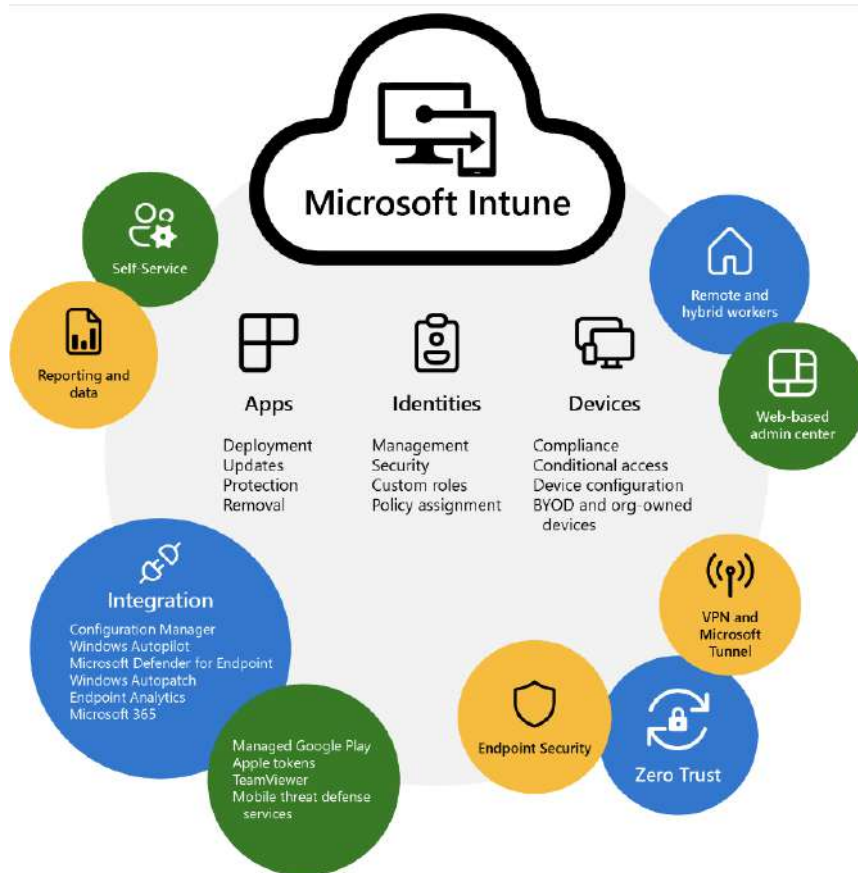 Microsoft Intune
Self-Service
Reporting and
data
Remote and
hybrid workers
Web-based
admin center
Apps
Deployment
Updates
Protection
Removal
Identities
Management
Security
Custom roles
Policy assignment
Devices
Compliance
Conditional access
Device configuration
BYOD and org-owned
devices
Integration
Configuration Manager
Windows Autopilot
Microsoft Defender for Endpoint
Windows Autopatch
Endpoint Analytics
Microsoft 365
Managed Google Play
Apple tokens
TeamViewer
Mobile threat defense
services
VPN and
Microsoft
Tunnel
Endpoint Security
Zero Trust